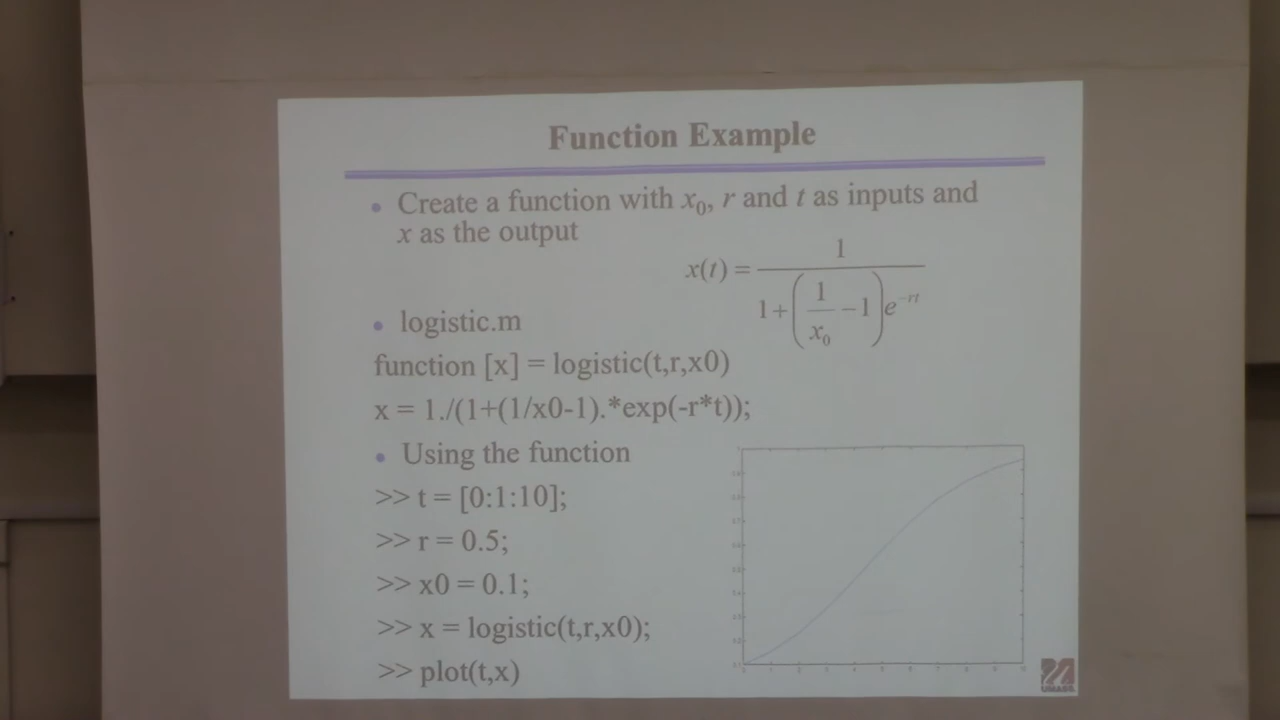 Function Example
• Create a function with x₀, r and t as inputs and
x as the output
x(t) = 1 / (1+(1/x₀ −1)e^−rt)
• logistic.m
function [x] = logistic(t,r,x0)
x = 1./(1+(1/x0-1).*exp(-r*t));
• Using the function
>> t = [0:1:10];
>> r = 0.5;
>> x0 = 0.1;
>> x = logistic(t,r,x0);
>> plot(t,x)
UMASS